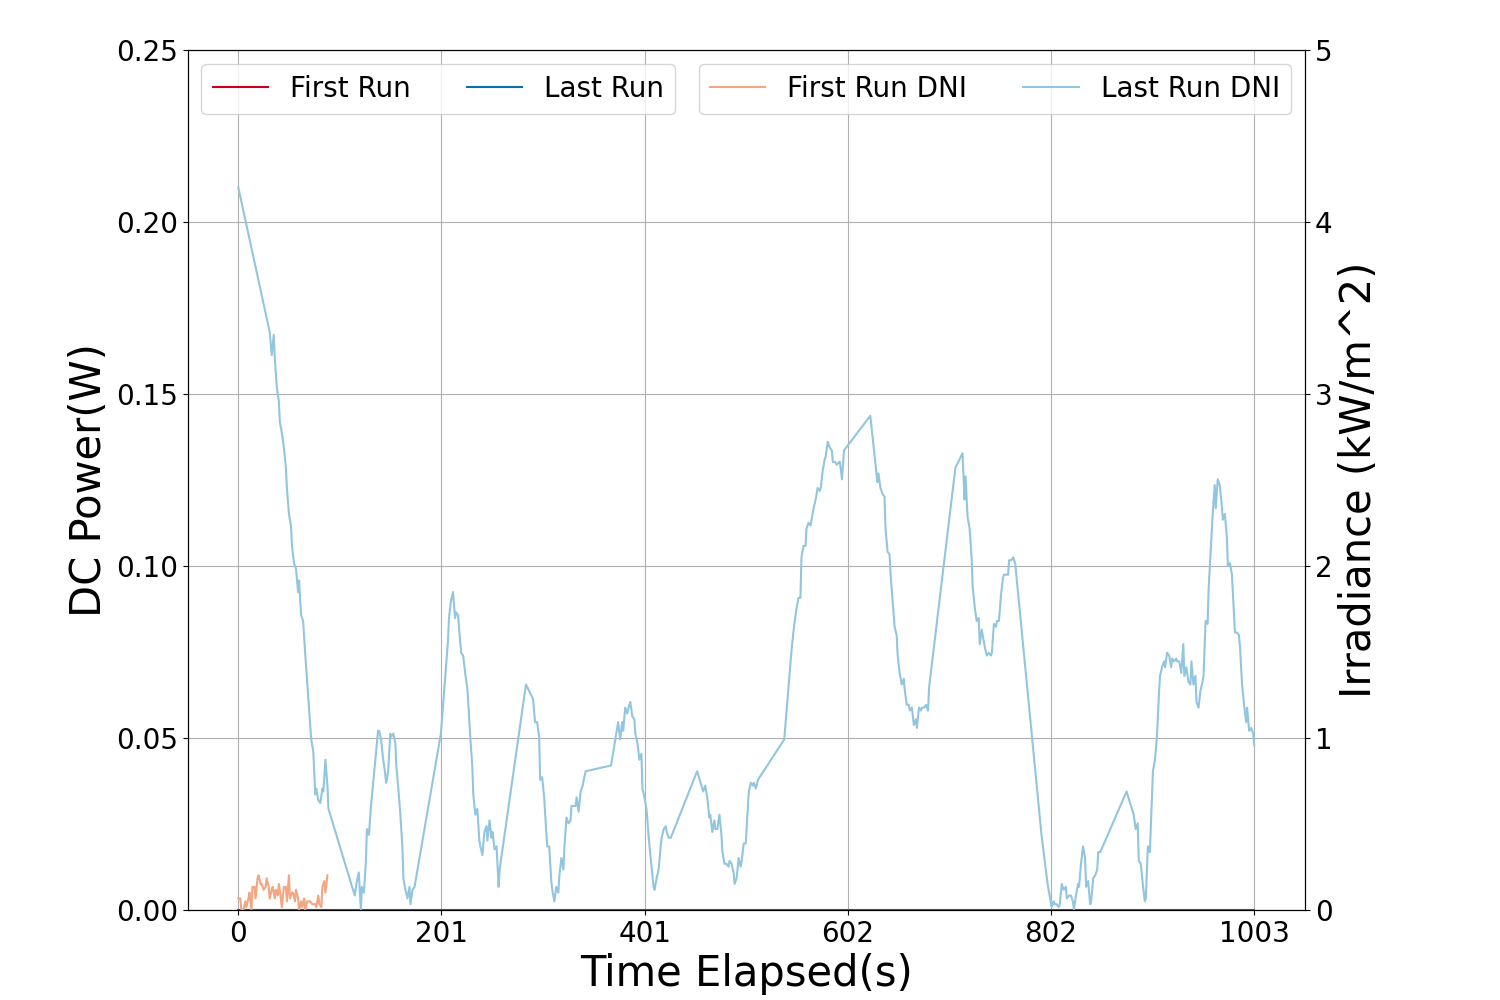 First Run Last Run First Run DNI Last Run DNI
0.25
0.20
0.15
0.10
0.05
0.00
DC Power(W)
5
4
3
2
1
0
Irradiance (kW/m^2)
0 201 401 602 802 1003
Time Elapsed(s)